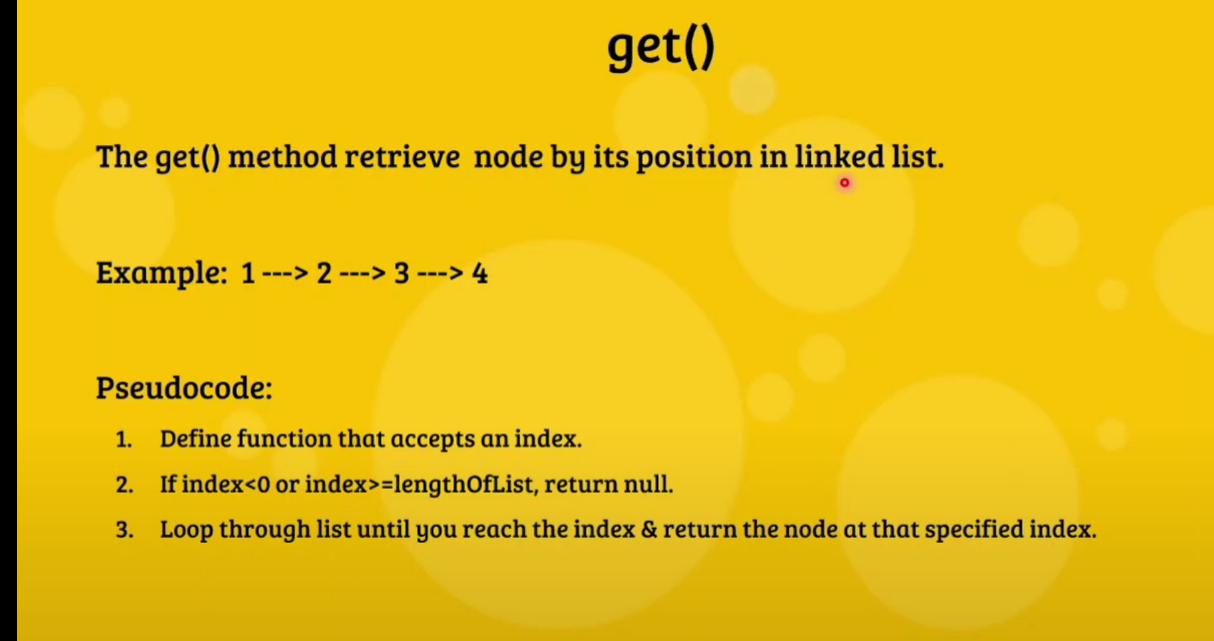 get()
The get() method retrieve node by its position in linked list.
Example: 1 ---> 2 ---> 3 ---> 4
Pseudocode:
1. Define function that accepts an index.
2. If index<0 or index>=lengthOfList, return null.
3. Loop through list until you reach the index & return the node at that specified index.